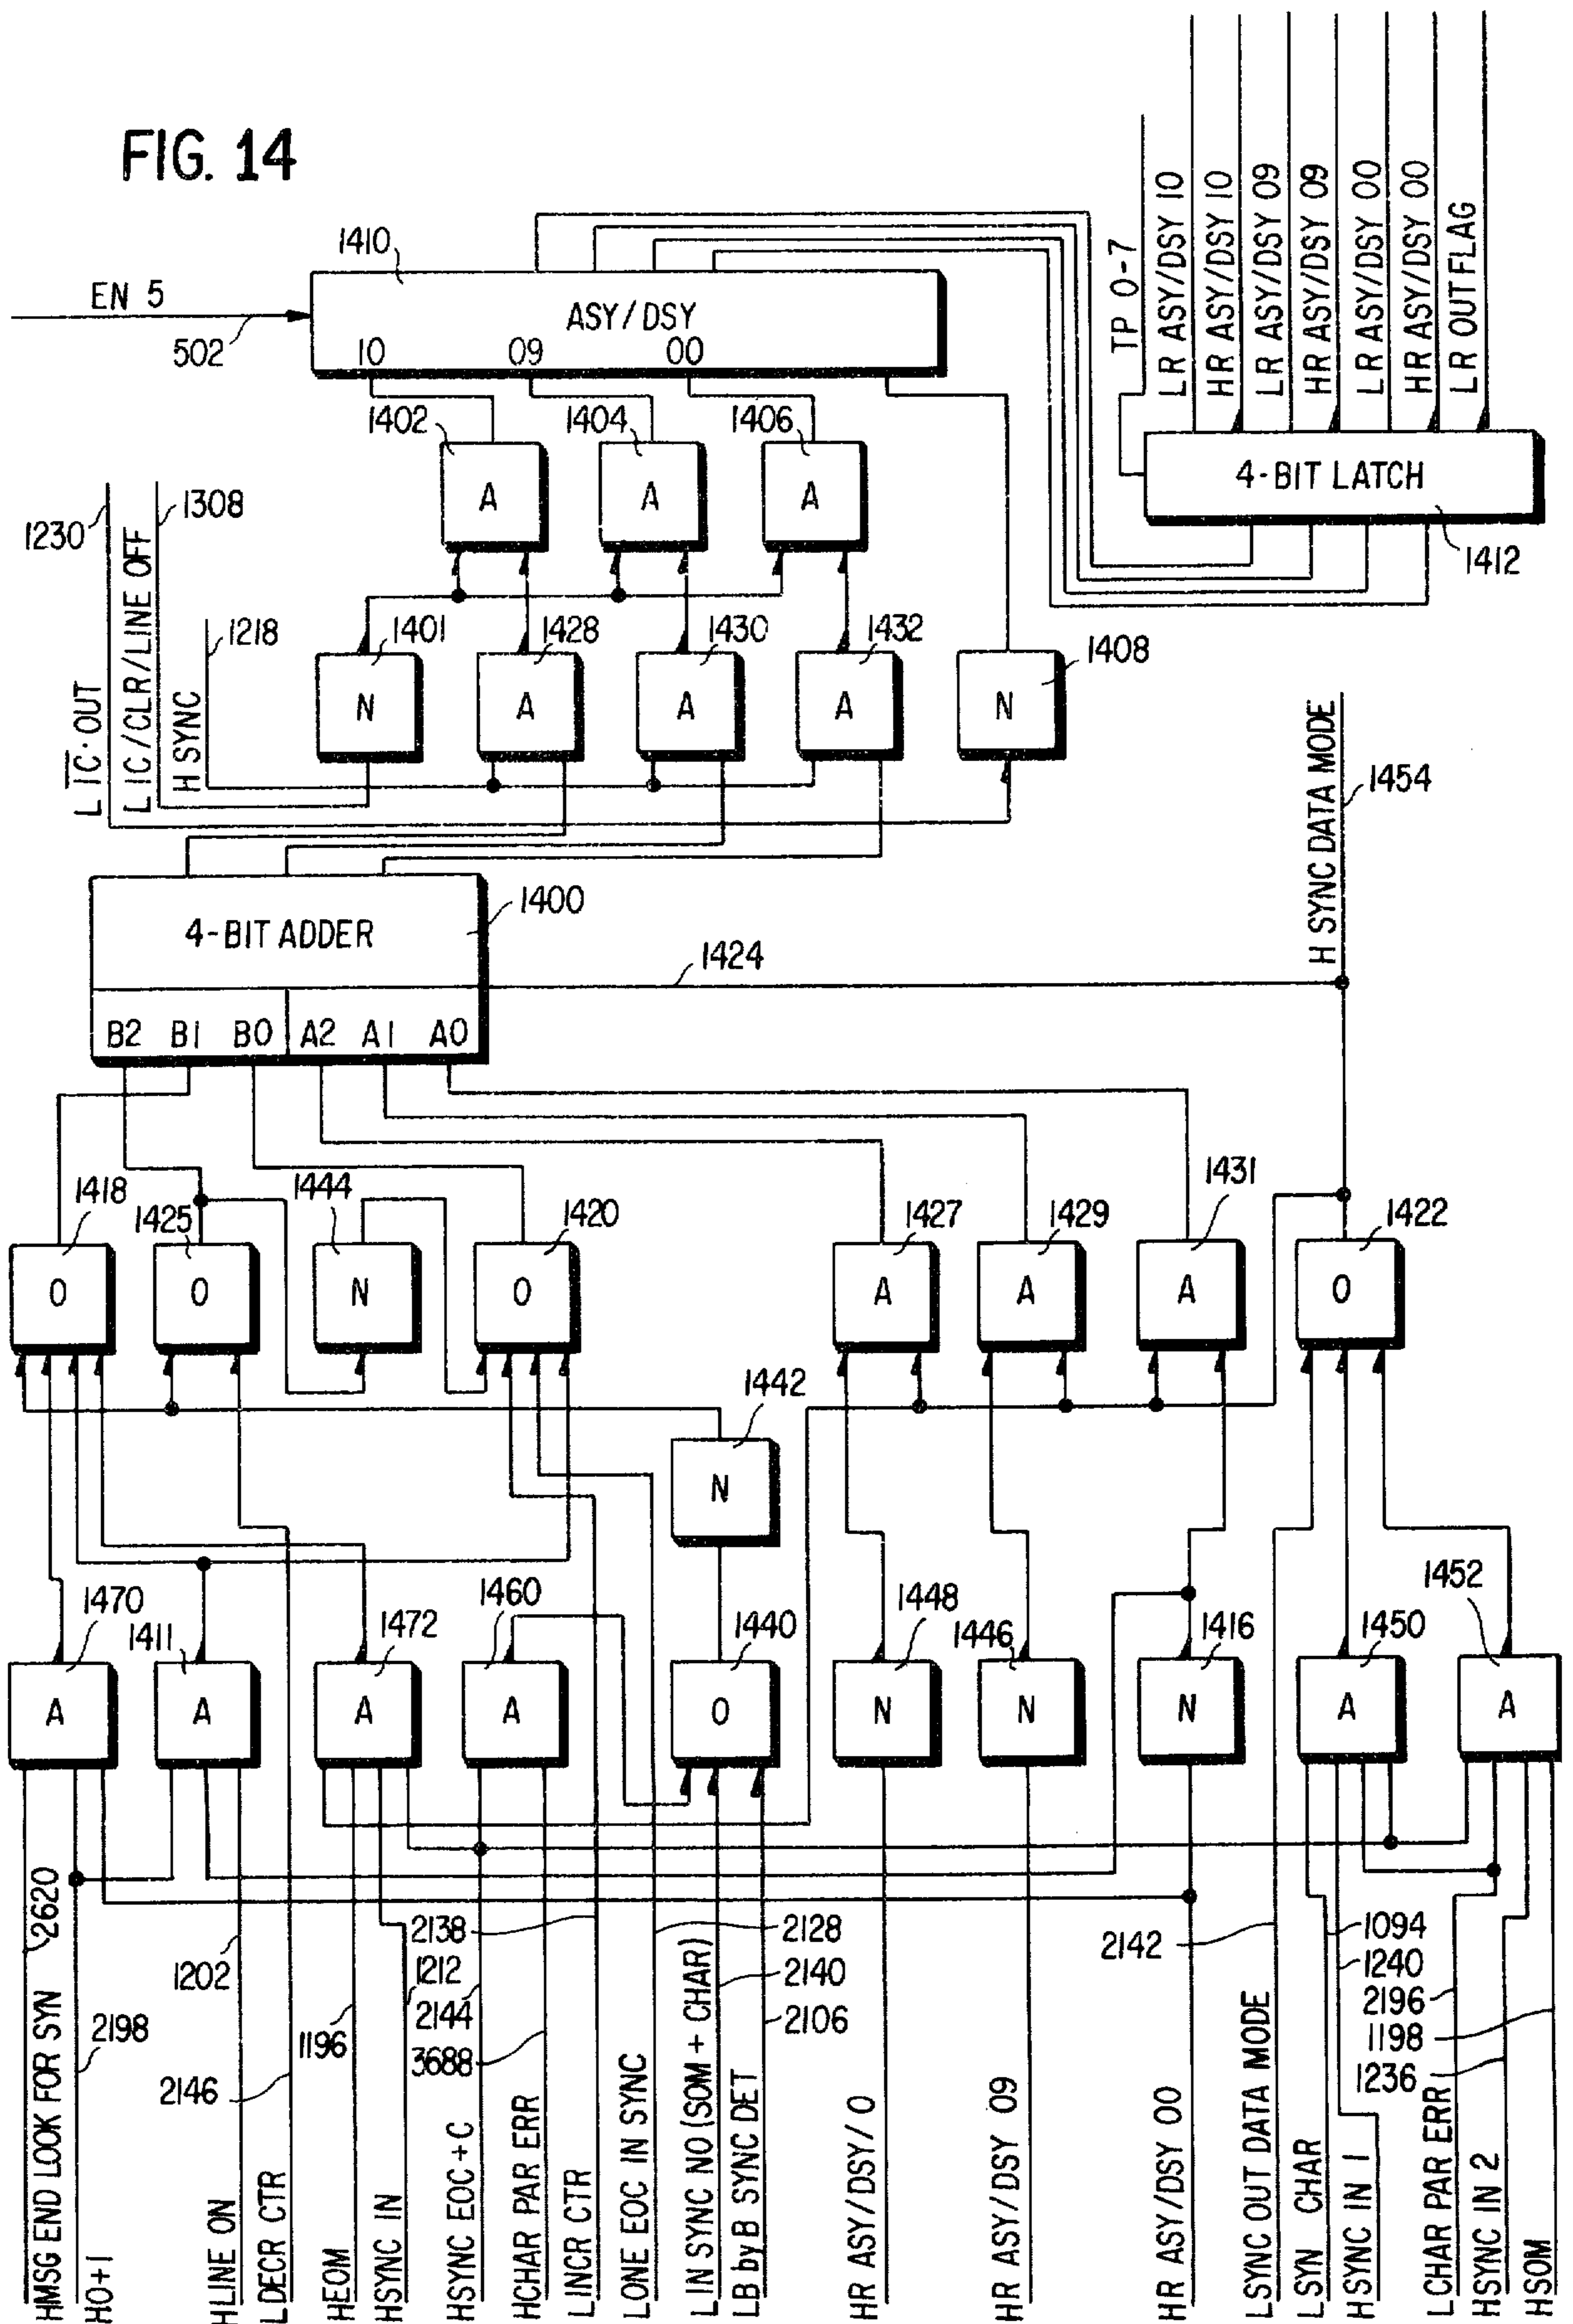 FIG. 14
EN 5
502
1410
ASY/DSY
10 09 00
TP 0-7
LR ASY/DSY 10
HR ASY/DSY 10
LR ASY/DSY 09
HR ASY/DSY 09
LR ASY/DSY 00
HR ASY/DSY 00
LR OUT FLAG
4-BIT LATCH
1412
1402
1404
1406
A
A
A
1230
1308
1218
L I̅C̅·OUT
L IC/CLR/LINE OFF
H SYNC
1401
1428
1430
1432
1408
N
A
A
A
N
H SYNC DATA MODE
1454
4-BIT ADDER
1400
1424
B2 B1 B0 A2 A1 A0
1418
1425
1444
1420
1427
1429
1431
1422
O
O
N
O
A
A
A
O
1442
N
1470
1411
1472
1460
1440
1448
1446
1416
1450
1452
A
A
A
A
O
N
N
N
A
A
2620
2198
1202
2146
1196
1212
2138
2144
3688
2128
2140
2106
2142
1094
1240
2196
1198
1236
HMSG END LOOK FOR SYN
HO+1
HLINE ON
LDECR CTR
HEOM
HSYNC IN
HSYNC EOC+C
HCHAR PAR ERR
LINCR CTR
LONE EOC IN SYNC
L IN SYNC NO (SOM + CHAR)
LB by B SYNC DET
HR ASY/DSY/0
HR ASY/DSY 09
HR ASY/DSY 00
LSYNC OUT DATA MODE
LSYN CHAR
HSYNC IN 1
LCHAR PAR ERR
HSYNC IN 2
HSOM